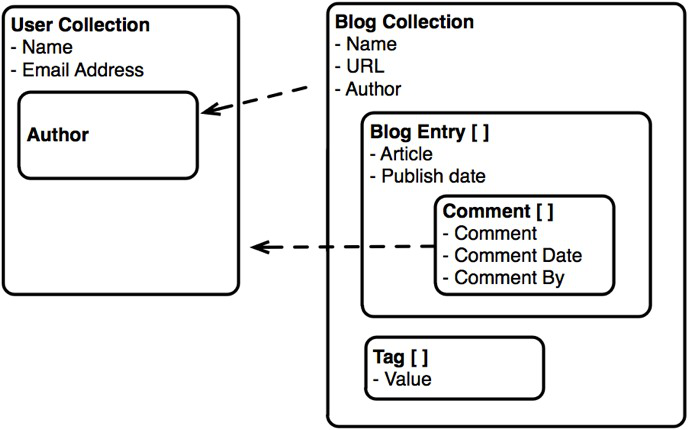 User Collection
- Name
- Email Address
Author
Blog Collection
- Name
- URL
- Author
Blog Entry [ ]
- Article
- Publish date
Comment [ ]
- Comment
- Comment Date
- Comment By
Tag [ ]
- Value